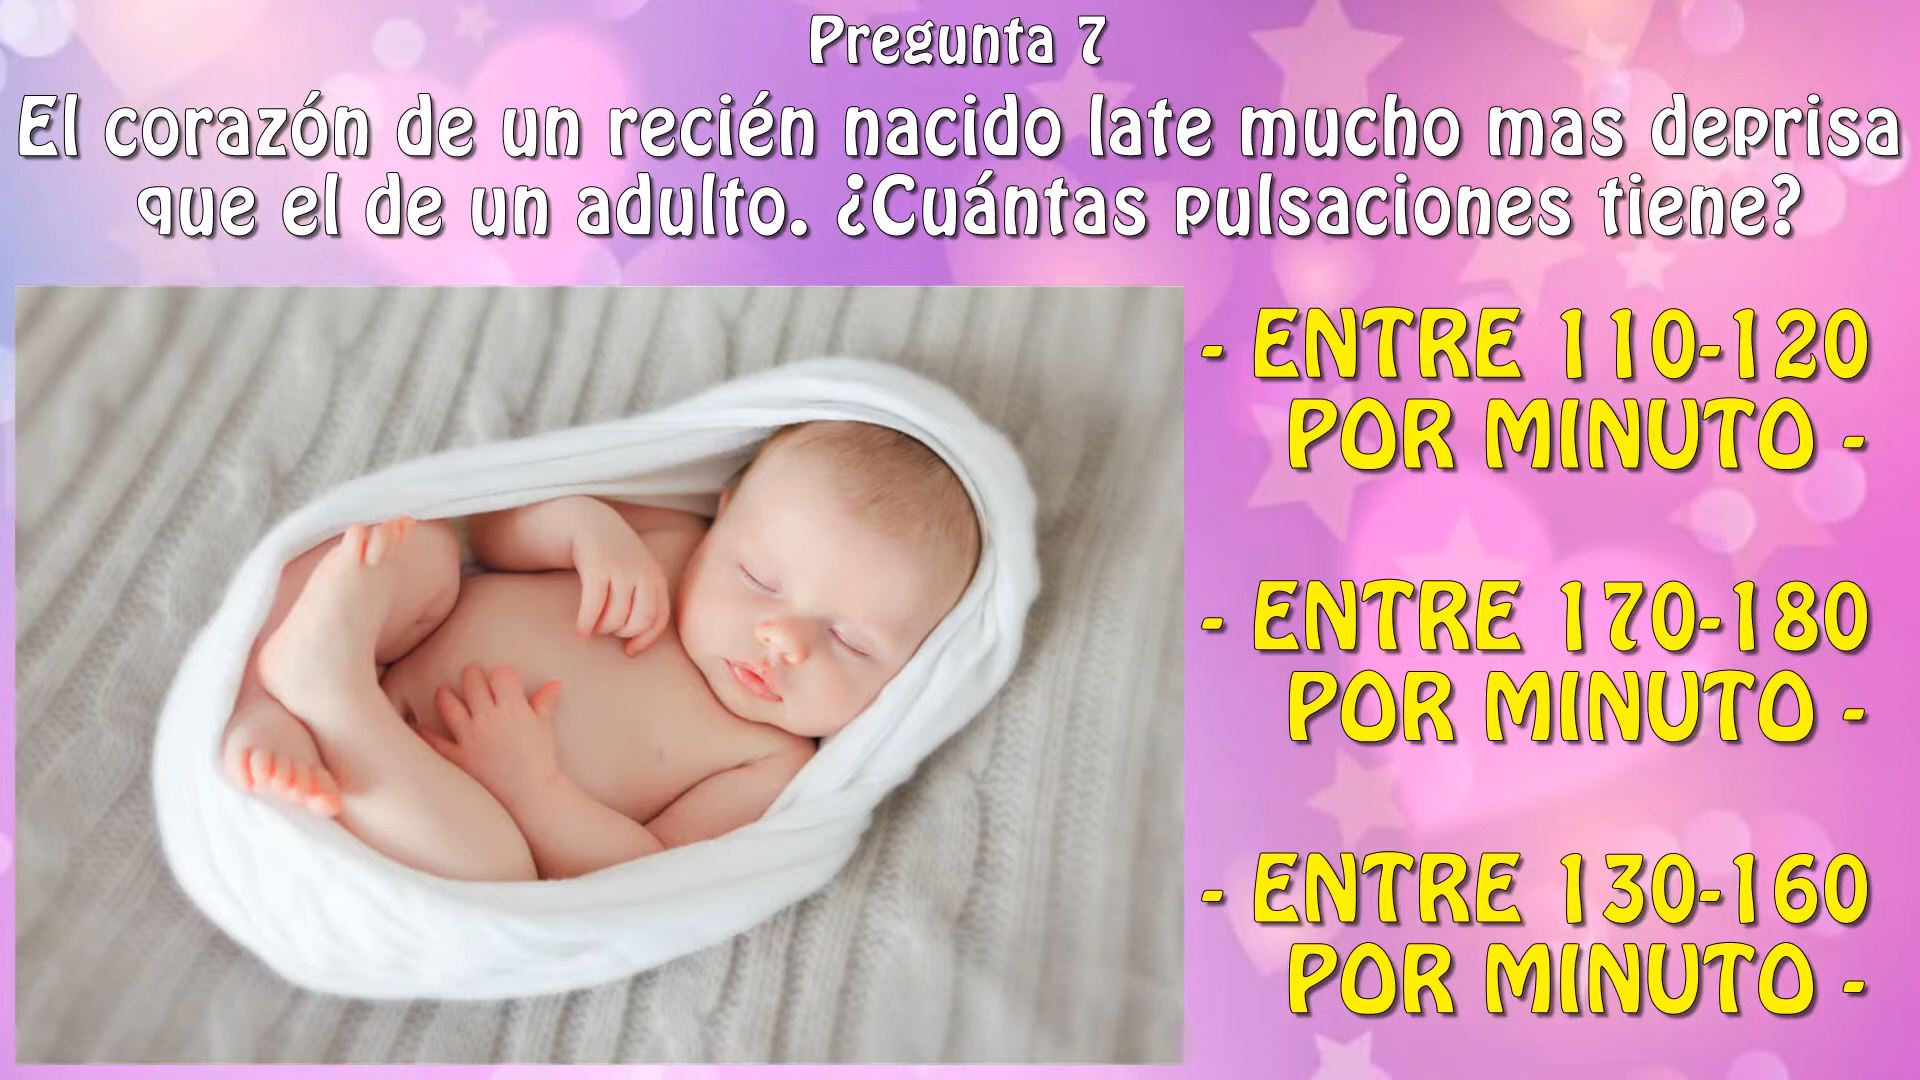 Pregunta 7
El corazón de un recién nacido late mucho mas deprisa
que el de un adulto. ¿Cuántas pulsaciones tiene?
- ENTRE 110-120
POR MINUTO -
- ENTRE 170-180
POR MINUTO -
- ENTRE 130-160
POR MINUTO -